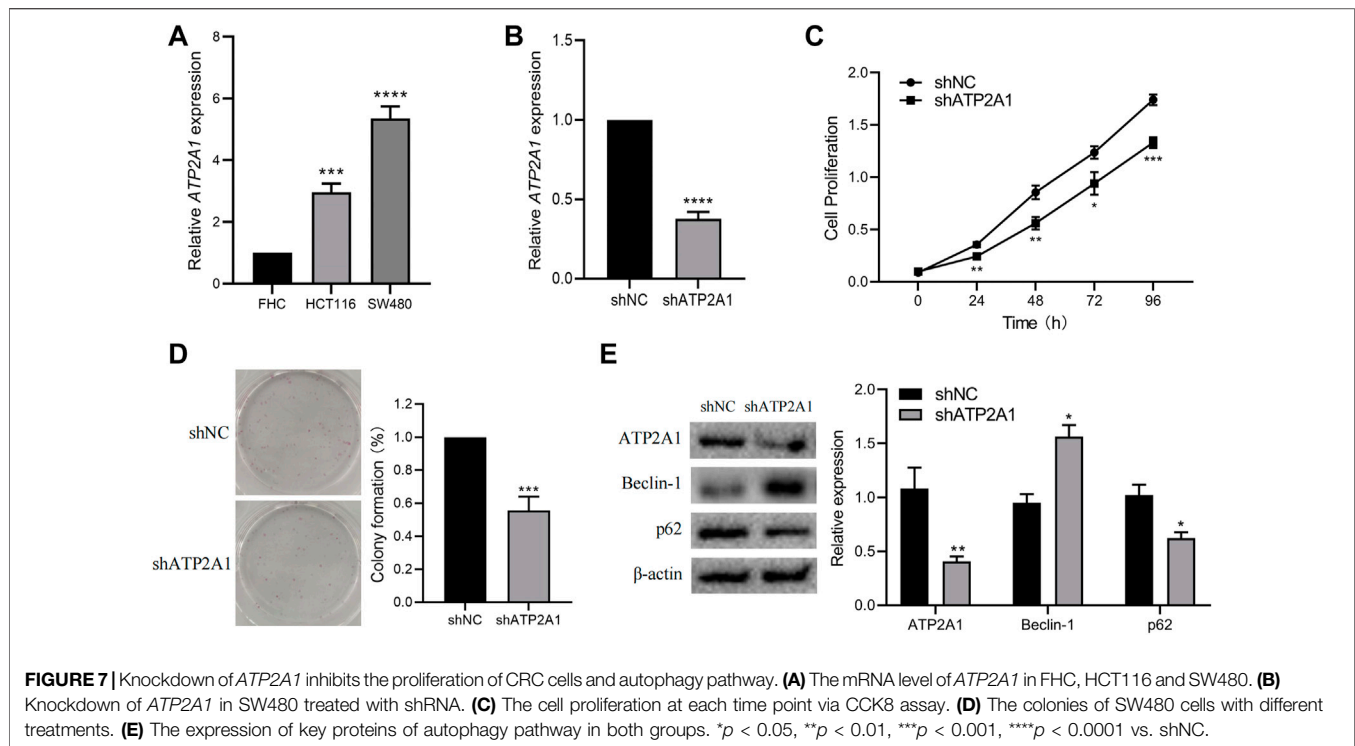 A
Relative ATP2A1 expression
8
6
4
2
0
***
****
FHC HCT116 SW480
B
Relative ATP2A1 expression
1.5
1.0
0.5
0.0
****
shNC shATP2A1
C
Cell Proliferation
2.0
1.5
1.0
0.5
0.0
shNC
shATP2A1
**
**
*
***
0 24 48 72 96
Time (h)
D
shNC
shATP2A1
Colony formation (%)
1.2
1.0
0.8
0.6
0.4
0.2
0.0
***
shNC shATP2A1
E
shNC shATP2A1
ATP2A1
Beclin-1
p62
β-actin
Relative expression
2.0
1.5
1.0
0.5
0.0
shNC
shATP2A1
**
*
*
ATP2A1 Beclin-1 p62
FIGURE 7 | Knockdown of ATP2A1 inhibits the proliferation of CRC cells and autophagy pathway. (A) The mRNA level of ATP2A1 in FHC, HCT116 and SW480. (B)
Knockdown of ATP2A1 in SW480 treated with shRNA. (C) The cell proliferation at each time point via CCK8 assay. (D) The colonies of SW480 cells with different
treatments. (E) The expression of key proteins of autophagy pathway in both groups. *p < 0.05, **p < 0.01, ***p < 0.001, ****p < 0.0001 vs. shNC.